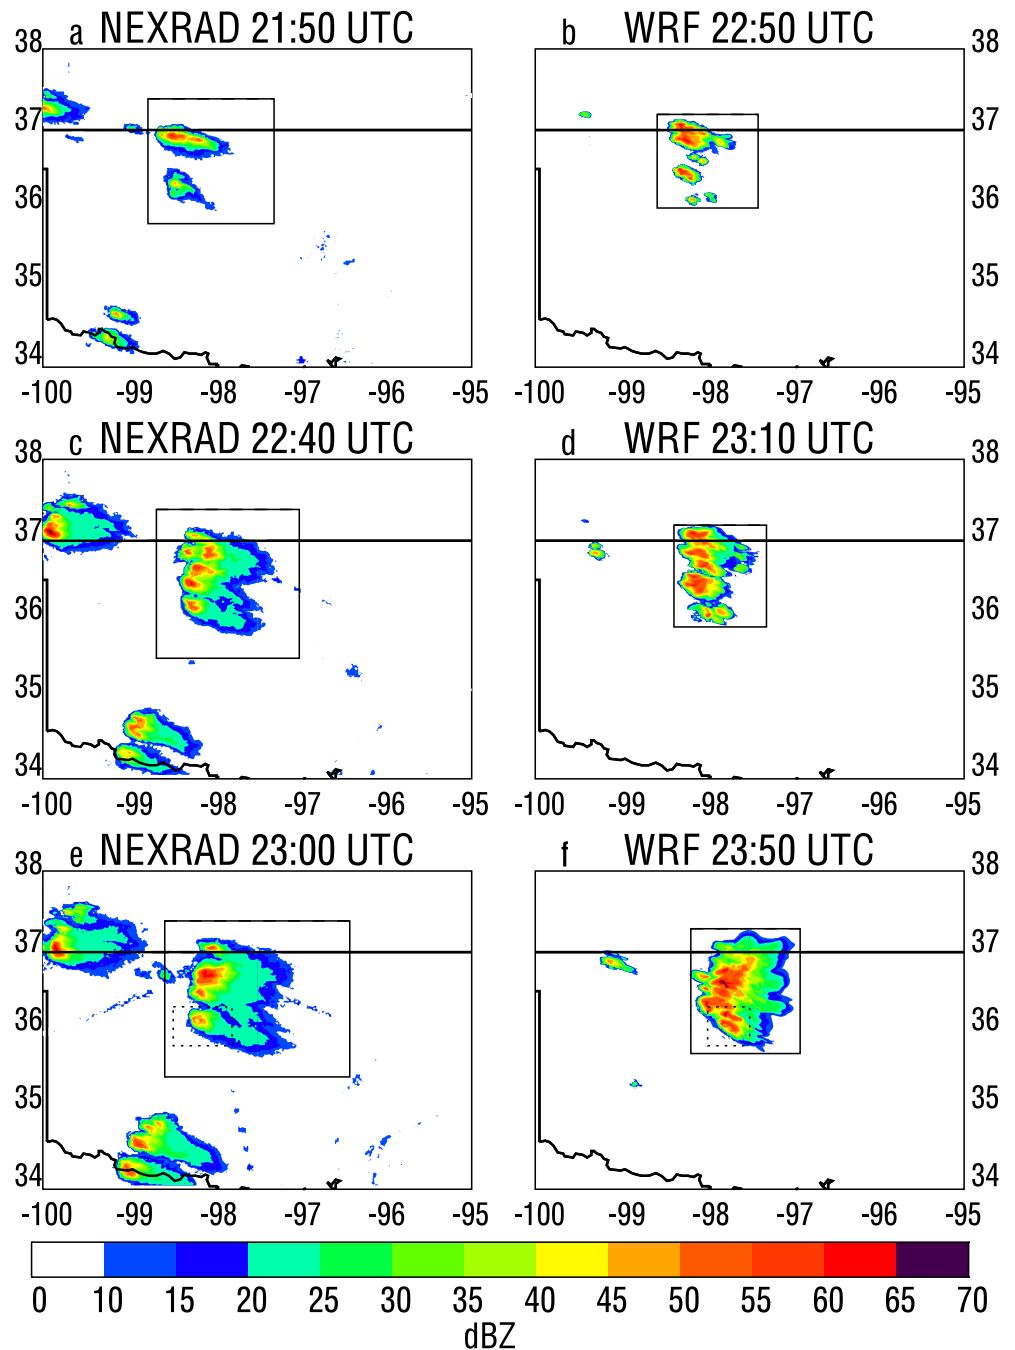 a NEXRAD 21:50 UTC
b WRF 22:50 UTC
38
37
36
35
34
-100 -99 -98 -97 -96 -95
38
37
36
35
34
-100 -99 -98 -97 -96 -95
c NEXRAD 22:40 UTC
d WRF 23:10 UTC
38
37
36
35
34
-100 -99 -98 -97 -96 -95
38
37
36
35
34
-100 -99 -98 -97 -96 -95
e NEXRAD 23:00 UTC
f WRF 23:50 UTC
38
37
36
35
34
-100 -99 -98 -97 -96 -95
38
37
36
35
34
-100 -99 -98 -97 -96 -95
0 10 15 20 25 30 35 40 45 50 55 60 65 70
dBZ